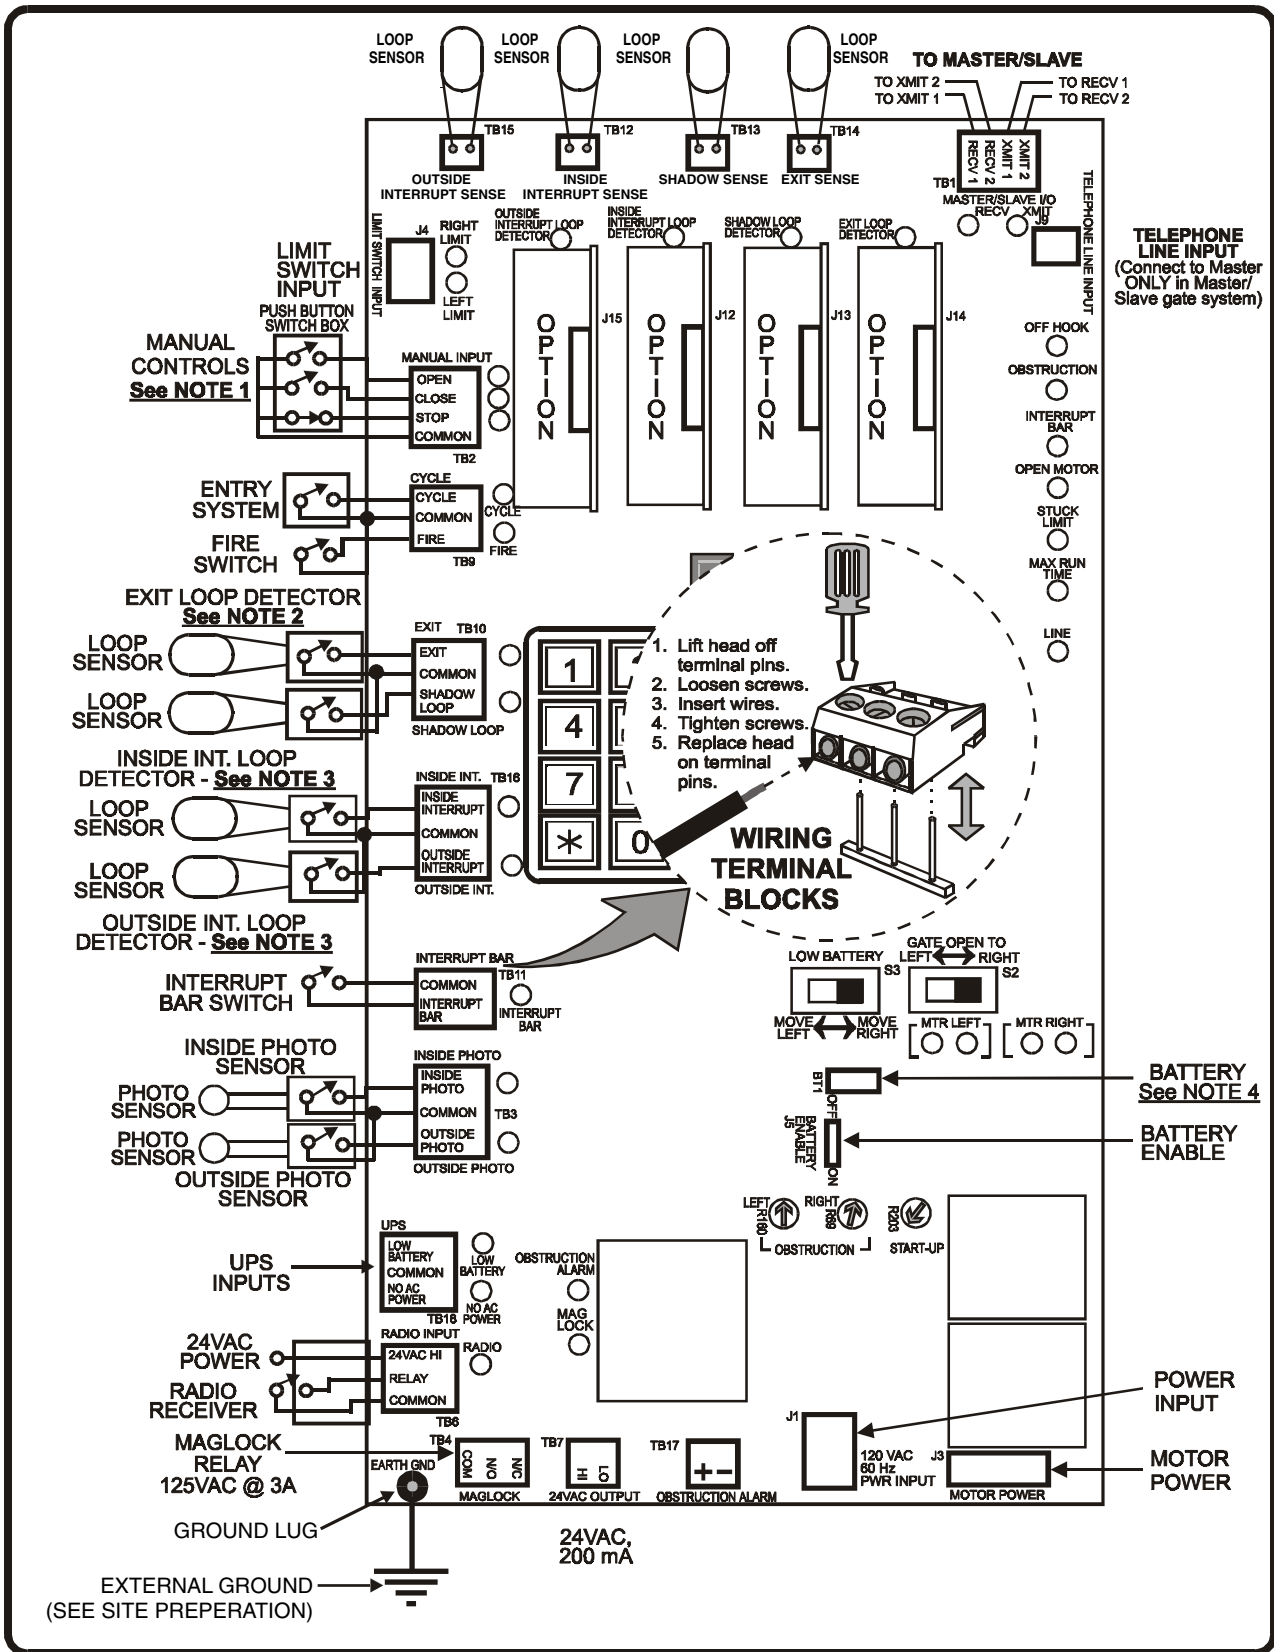 LOOP
SENSOR
LOOP
SENSOR
LOOP
SENSOR
LOOP
SENSOR
TO MASTER/SLAVE
TO XMIT 2
TO XMIT 1
TO RECV 1
TO RECV 2
TB15
TB12
TB13
TB14
OUTSIDE
INTERRUPT SENSE
INSIDE
INTERRUPT SENSE
SHADOW SENSE
EXIT SENSE
RECV 1
RECV 2
XMIT 1
XMIT 2
TB1
MASTER/SLAVE I/O
RECV
XMIT
J9
TELEPHONE LINE INPUT
TELEPHONE
LINE INPUT
(Connect to Master
ONLY in Master/
Slave gate system)
LIMIT
SWITCH
INPUT
LIMIT SWITCH INPUT
J4
RIGHT
LIMIT
LEFT
LIMIT
OUTSIDE
INTERRUPT LOOP
DETECTOR
INSIDE
INTERRUPT LOOP
DETECTOR
SHADOW LOOP
DETECTOR
EXIT LOOP
DETECTOR
OPTION
J15
OPTION
J12
OPTION
J13
OPTION
J14
PUSH BUTTON
SWITCH BOX
MANUAL
CONTROLS
See NOTE 1
MANUAL INPUT
OPEN
CLOSE
STOP
COMMON
TB2
OFF HOOK
OBSTRUCTION
INTERRUPT
BAR
OPEN MOTOR
STUCK
LIMIT
MAX RUN
TIME
LINE
ENTRY
SYSTEM
FIRE
SWITCH
CYCLE
CYCLE
COMMON
FIRE
TB9
CYCLE
FIRE
EXIT LOOP DETECTOR
See NOTE 2
LOOP
SENSOR
LOOP
SENSOR
EXIT
TB10
EXIT
COMMON
SHADOW
LOOP
SHADOW LOOP
1
4
7
*
0
1. Lift head off
terminal pins.
2. Loosen screws.
3. Insert wires.
4. Tighten screws.
5. Replace head
on terminal
pins.
WIRING
TERMINAL
BLOCKS
INSIDE INT. LOOP
DETECTOR - See NOTE 3
LOOP
SENSOR
LOOP
SENSOR
INSIDE INT.
TB16
INSIDE
INTERRUPT
COMMON
OUTSIDE
INTERRUPT
OUTSIDE INT.
OUTSIDE INT. LOOP
DETECTOR - See NOTE 3
INTERRUPT
BAR SWITCH
INTERRUPT BAR
TB11
COMMON
INTERRUPT
BAR
INTERRUPT
BAR
LOW BATTERY
S3
MOVE
LEFT
MOVE
RIGHT
GATE OPEN TO
LEFT
RIGHT
S2
MTR LEFT
MTR RIGHT
INSIDE PHOTO
SENSOR
PHOTO
SENSOR
PHOTO
SENSOR
OUTSIDE PHOTO
SENSOR
INSIDE PHOTO
INSIDE
PHOTO
COMMON
OUTSIDE
PHOTO
TB3
OUTSIDE PHOTO
BT1
BATTERY
See NOTE 4
OFF
BATTERY
ENABLE
J5
ON
BATTERY
ENABLE
LEFT
R160
RIGHT
R69
OBSTRUCTION
R203
START-UP
UPS
INPUTS
UPS
LOW
BATTERY
COMMON
NO AC
POWER
TB18
LOW
BATTERY
NO AC
POWER
OBSTRUCTION
ALARM
MAG
LOCK
24VAC
POWER
RADIO
RECEIVER
RADIO INPUT
24VAC HI
RELAY
COMMON
TB6
RADIO
POWER
INPUT
J1
120 VAC
60 Hz
PWR INPUT
J3
MOTOR POWER
MOTOR
POWER
MAGLOCK
RELAY
125VAC @ 3A
TB4
COM
N/O
N/C
MAGLOCK
TB7
HI
LO
24VAC OUTPUT
TB17
+ −
OBSTRUCTION ALARM
EARTH GND
GROUND LUG
24VAC,
200 mA
EXTERNAL GROUND
(SEE SITE PREPERATION)